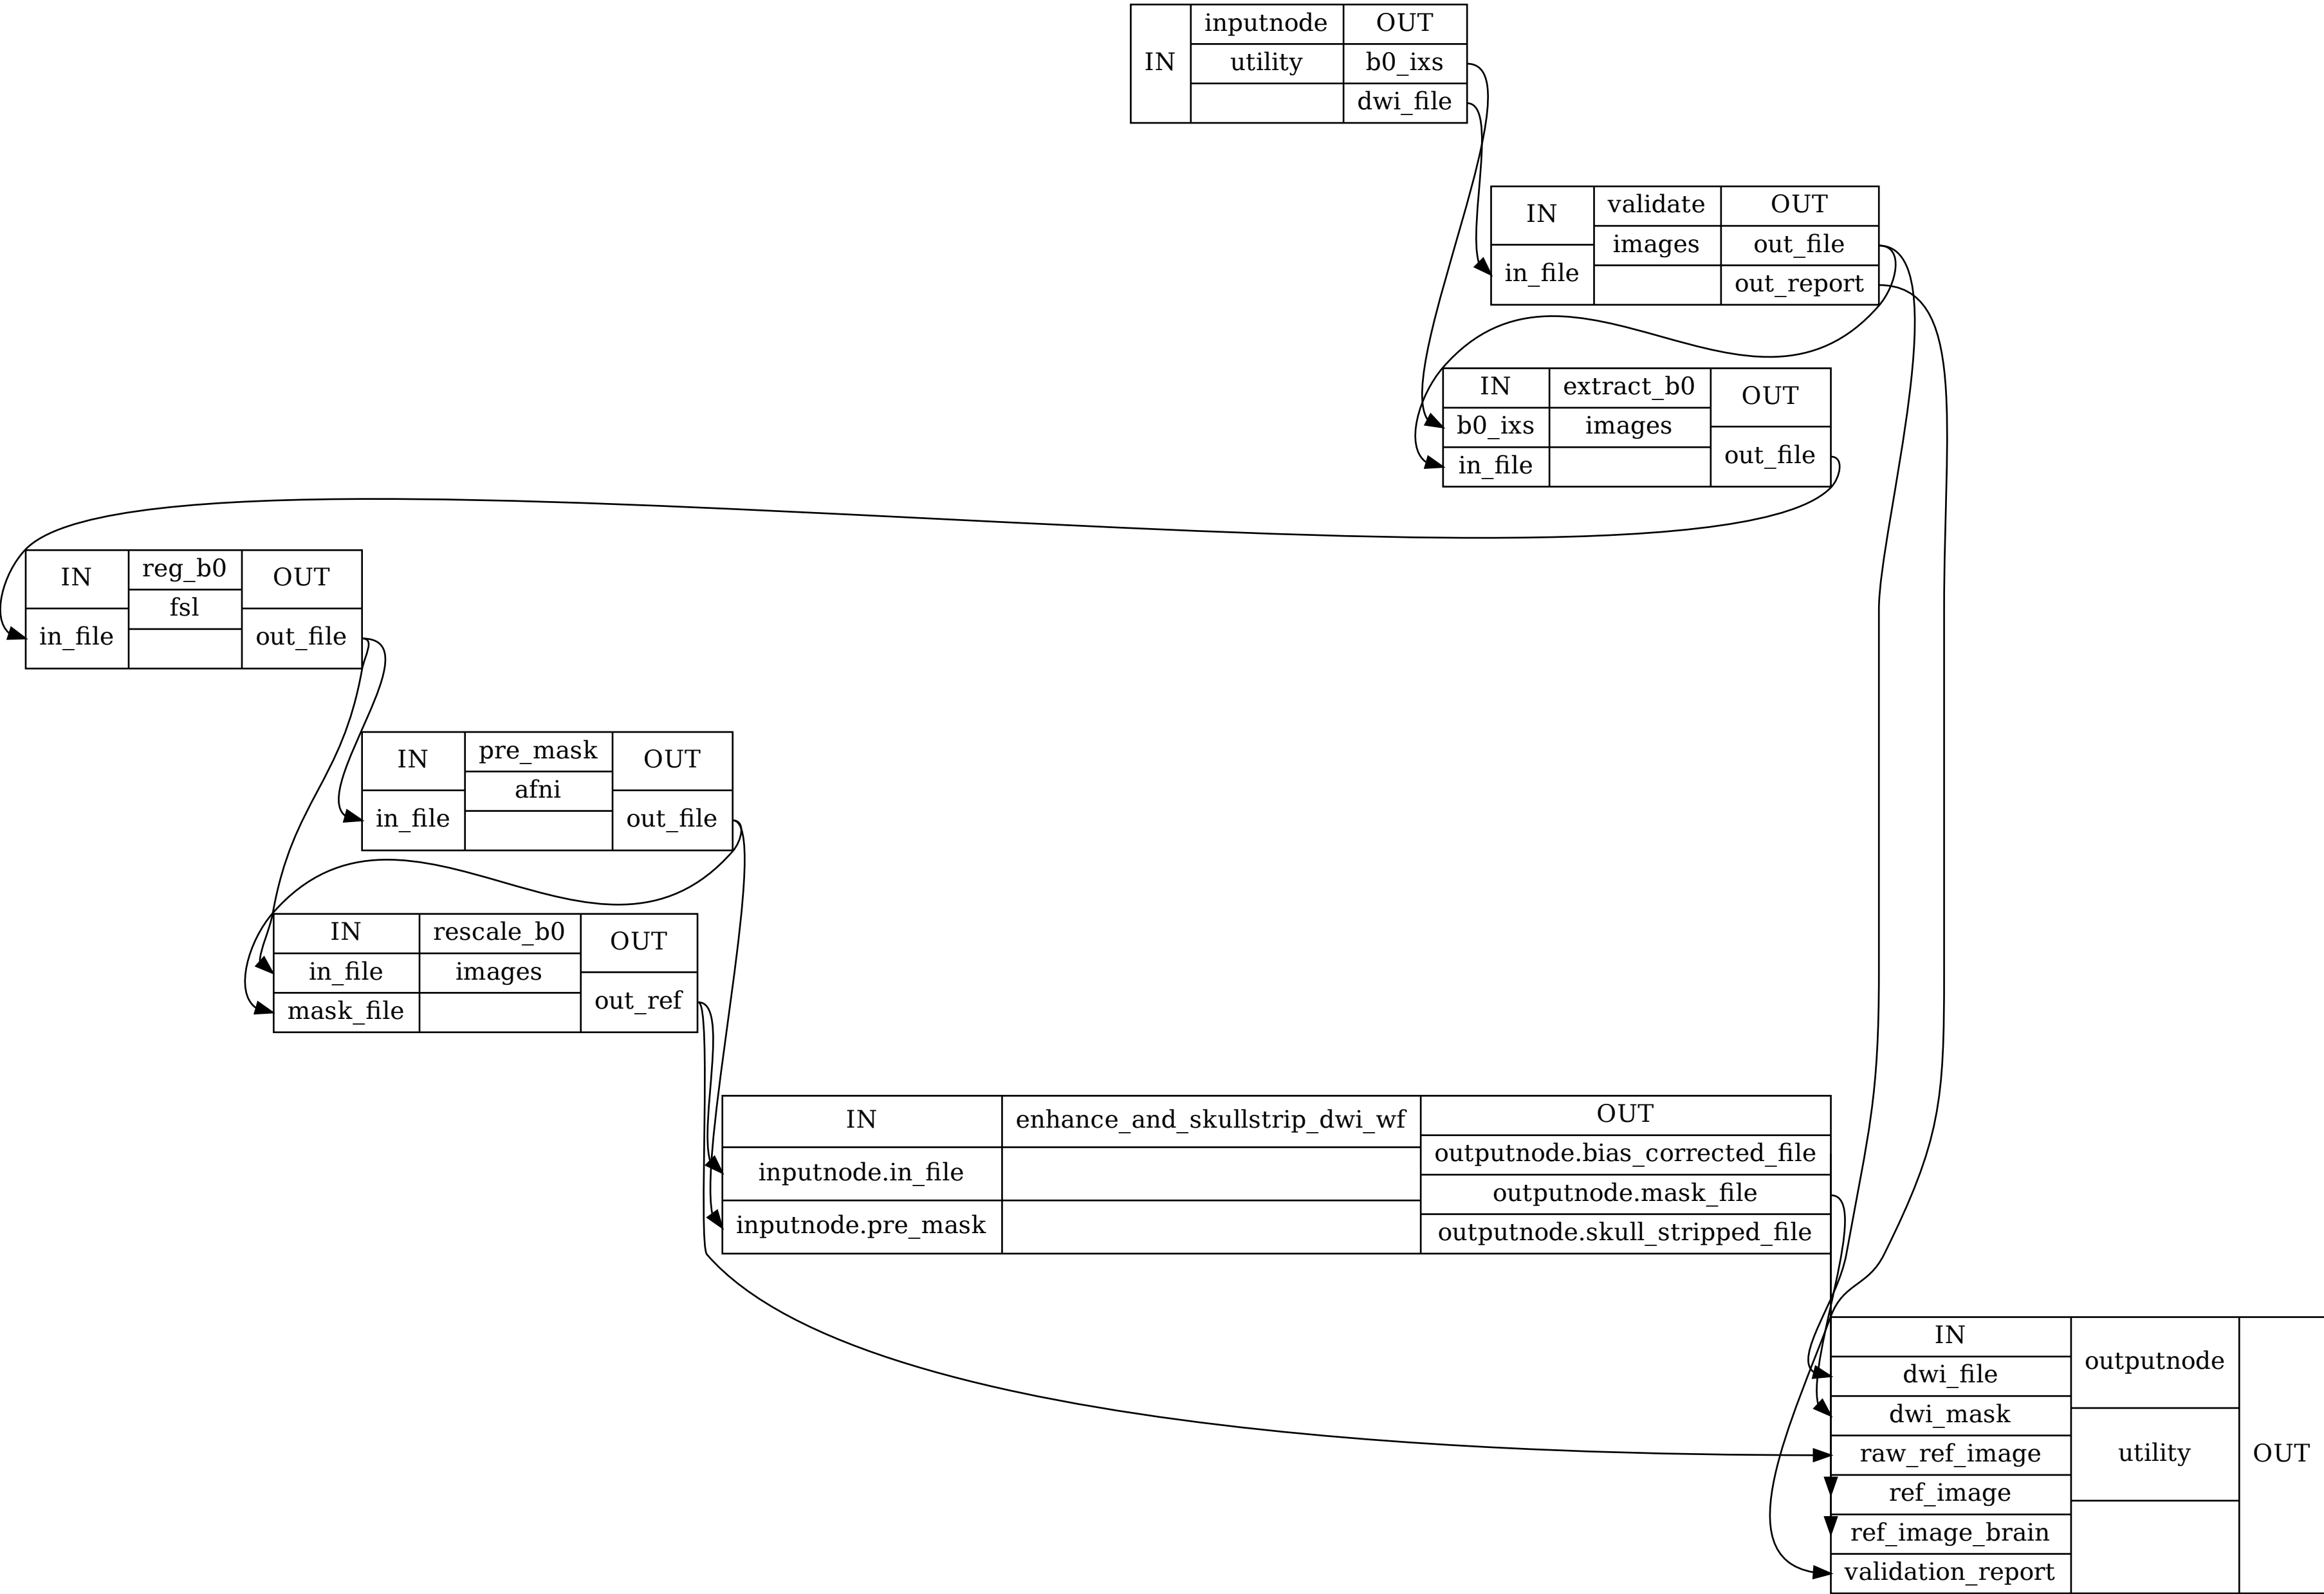 inputnode OUT
IN utility b0_ixs
dwi_file
IN validate OUT
images out_file
in_file out_report
IN extract_b0 OUT
b0_ixs images
in_file out_file
IN reg_b0 OUT
fsl
in_file out_file
IN pre_mask OUT
afni
in_file out_file
IN rescale_b0 OUT
in_file images
mask_file out_ref
IN enhance_and_skullstrip_dwi_wf OUT
outputnode.bias_corrected_file
inputnode.in_file outputnode.mask_file
inputnode.pre_mask outputnode.skull_stripped_file
IN
dwi_file outputnode
dwi_mask
raw_ref_image utility OUT
ref_image
ref_image_brain
validation_report